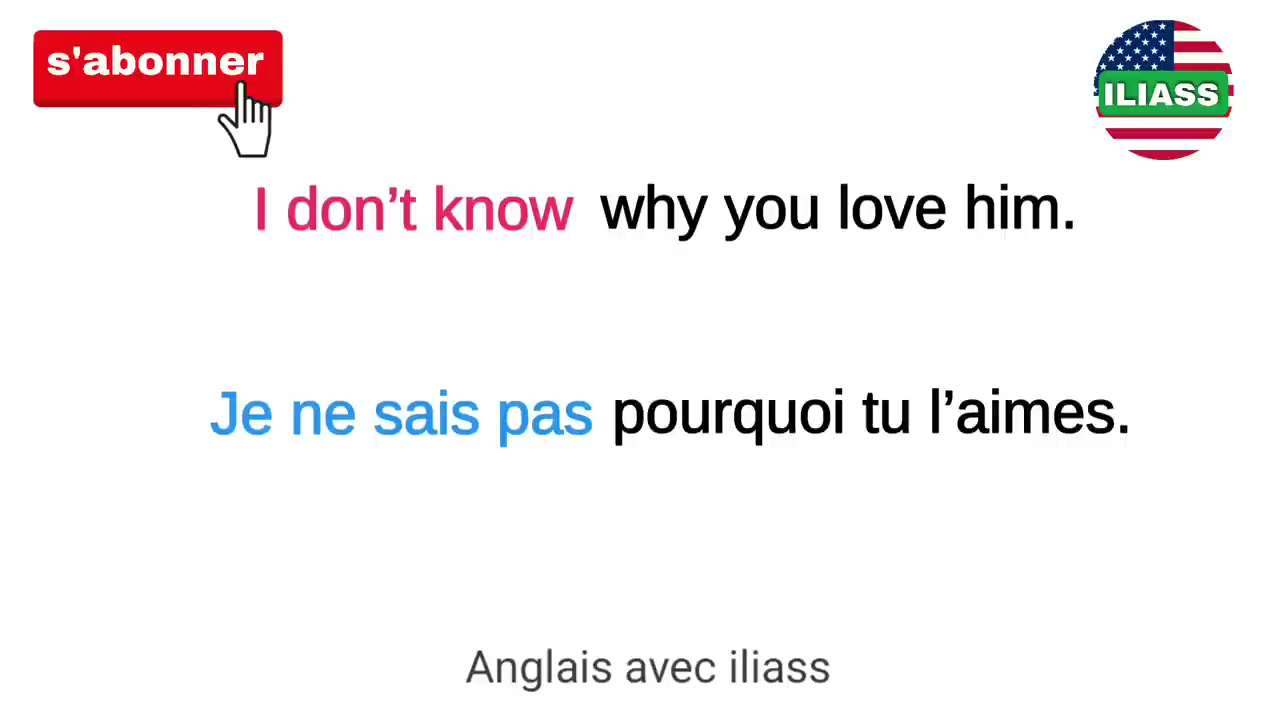 s'abonner
ILIASS
I don’t know why you love him.
Je ne sais pas pourquoi tu l’aimes.
Anglais avec iliass